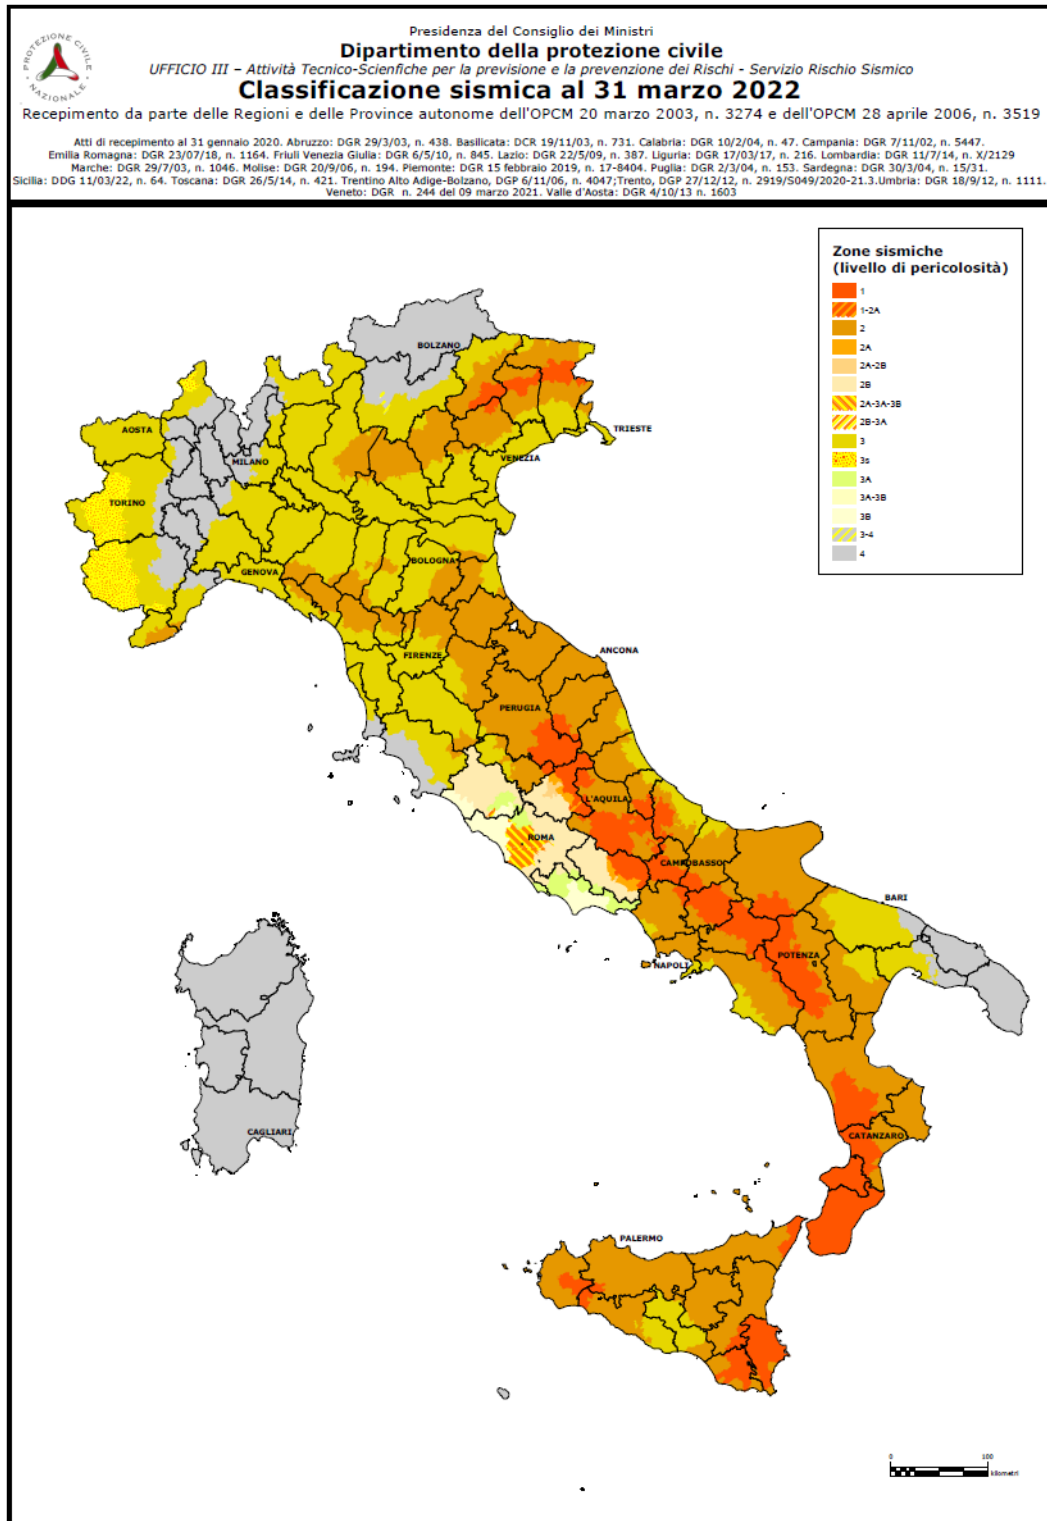 PROTEZIONE CIVILE
NAZIONALE
Presidenza del Consiglio dei Ministri
Dipartimento della protezione civile
UFFICIO III – Attività Tecnico-Scienfiche per la previsione e la prevenzione dei Rischi - Servizio Rischio Sismico
Classificazione sismica al 31 marzo 2022
Recepimento da parte delle Regioni e delle Province autonome dell'OPCM 20 marzo 2003, n. 3274 e dell'OPCM 28 aprile 2006, n. 3519
Atti di recepimento al 31 gennaio 2020. Abruzzo: DGR 29/3/03, n. 438. Basilicata: DCR 19/11/03, n. 731. Calabria: DGR 10/2/04, n. 47. Campania: DGR 7/11/02, n. 5447.
Emilia Romagna: DGR 23/07/18, n. 1164. Friuli Venezia Giulia: DGR 6/5/10, n. 845. Lazio: DGR 22/5/09, n. 387. Liguria: DGR 17/03/17, n. 216. Lombardia: DGR 11/7/14, n. X/2129
Marche: DGR 29/7/03, n. 1046. Molise: DGR 20/9/06, n. 194. Piemonte: DGR 15 febbraio 2019, n. 17-8404. Puglia: DGR 2/3/04, n. 153. Sardegna: DGR 30/3/04, n. 15/31.
Sicilia: DDG 11/03/22, n. 64. Toscana: DGR 26/5/14, n. 421. Trentino Alto Adige-Bolzano, DGP 6/11/06, n. 4047;Trento, DGP 27/12/12, n. 2919/S049/2020-21.3.Umbria: DGR 18/9/12, n. 1111.
Veneto: DGR n. 244 del 09 marzo 2021. Valle d'Aosta: DGR 4/10/13 n. 1603
Zone sismiche
(livello di pericolosità)
1
1-2A
2
2A
2A-2B
2B
2A-3A-3B
2B-3A
3
3s
3A
3A-3B
3B
3-4
4
BOLZANO
AOSTA
TRIESTE
MILANO
VENEZIA
TORINO
BOLOGNA
GENOVA
FIRENZE
ANCONA
PERUGIA
L'AQUILA
ROMA
CAMPOBASSO
BARI
POTENZA
NAPOLI
CAGLIARI
CATANZARO
PALERMO
0 100
kilometri